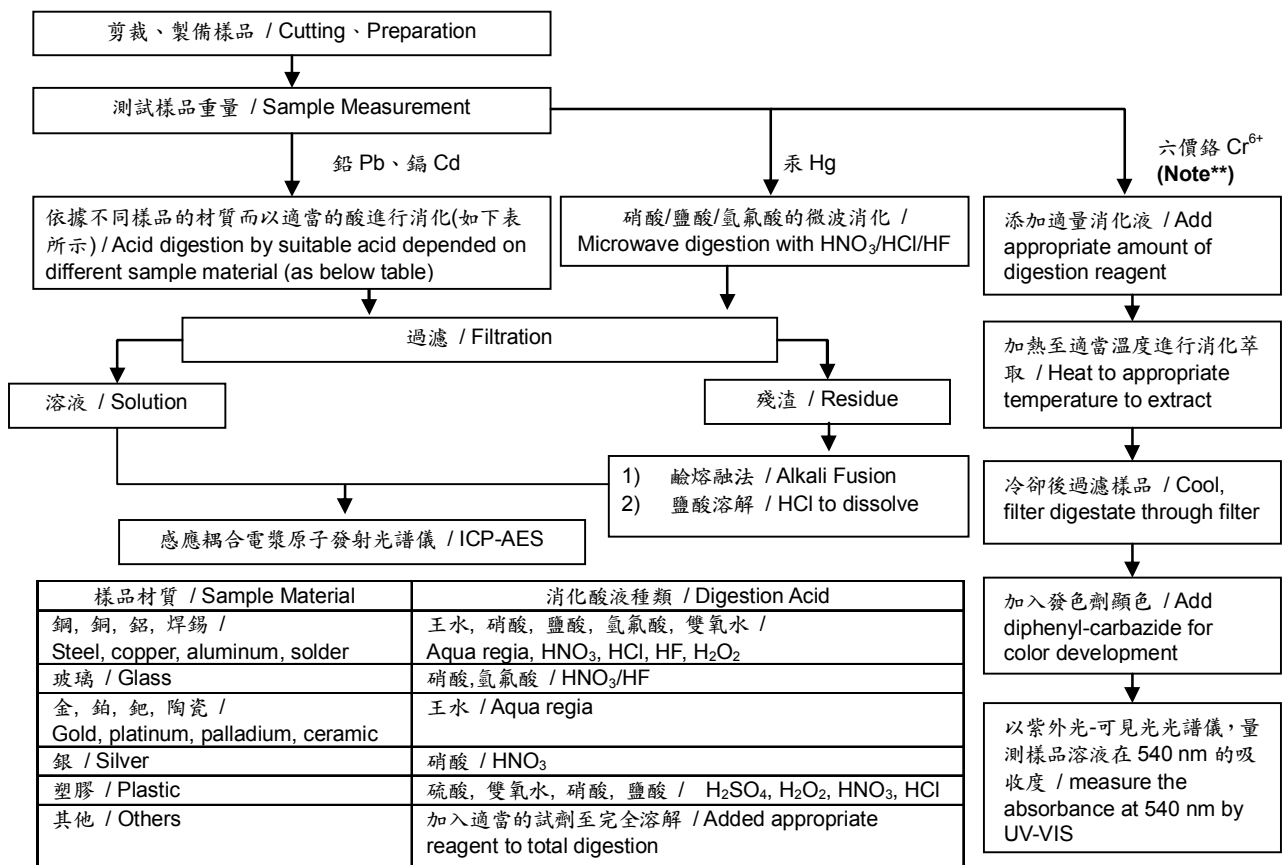 剪裁、製備樣品 / Cutting、Preparation
測試樣品重量 / Sample Measurement
鉛 Pb、鎘 Cd
汞 Hg
六價鉻 Cr⁶⁺
(Note**)
依據不同樣品的材質而以適當的酸進行消化(如下表
所示) / Acid digestion by suitable acid depended on
different sample material (as below table)
硝酸/鹽酸/氫氟酸的微波消化 /
Microwave digestion with HNO₃/HCl/HF
添加適量消化液 / Add
appropriate amount of
digestion reagent
過濾 / Filtration
加熱至適當溫度進行消化萃
取 / Heat to appropriate
temperature to extract
溶液 / Solution
殘渣 / Residue
1) 鹼熔融法 / Alkali Fusion
2) 鹽酸溶解 / HCl to dissolve
冷卻後過濾樣品 / Cool,
filter digestate through filter
感應耦合電漿原子發射光譜儀 / ICP-AES
加入發色劑顯色 / Add
diphenyl-carbazide for
color development
以紫外光-可見光光譜儀，量
測樣品溶液在 540 nm 的吸
收度 / measure the
absorbance at 540 nm by
UV-VIS
樣品材質 / Sample Material
消化酸液種類 / Digestion Acid
鋼, 銅, 鋁, 焊錫 /
Steel, copper, aluminum, solder
王水, 硝酸, 鹽酸, 氫氟酸, 雙氧水 /
Aqua regia, HNO₃, HCl, HF, H₂O₂
玻璃 / Glass
硝酸,氫氟酸 / HNO₃/HF
金, 鉑, 鈀, 陶瓷 /
Gold, platinum, palladium, ceramic
王水 / Aqua regia
銀 / Silver
硝酸 / HNO₃
塑膠 / Plastic
硫酸, 雙氧水, 硝酸, 鹽酸 / H₂SO₄, H₂O₂, HNO₃, HCl
其他 / Others
加入適當的試劑至完全溶解 / Added appropriate
reagent to total digestion